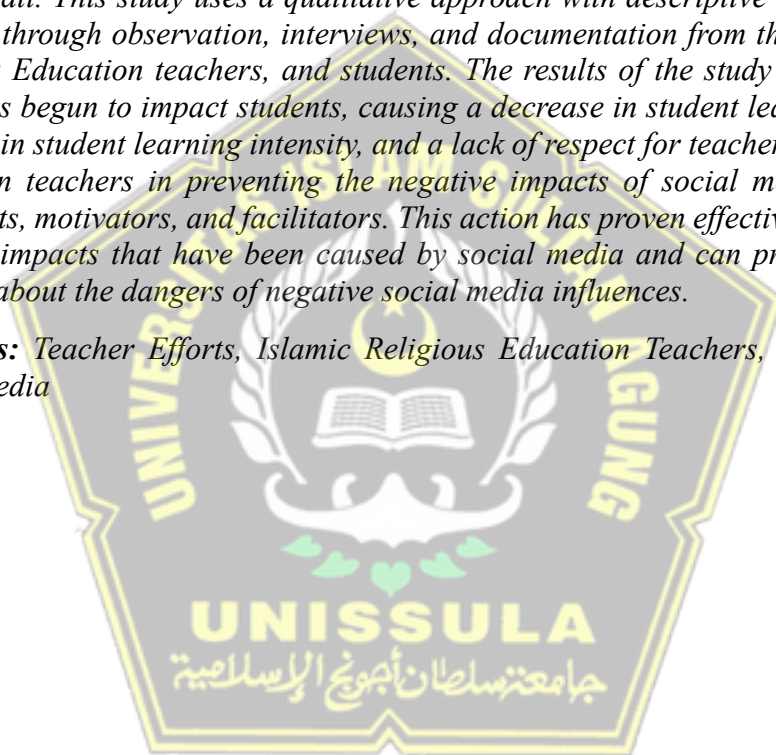 This study uses a qualitative approach with descriptive
through observation, interviews, and documentation from th
Education teachers, and students. The results of the study
s begun to impact students, causing a decrease in student lea
in student learning intensity, and a lack of respect for teacher
n teachers in preventing the negative impacts of social m
ts, motivators, and facilitators. This action has proven effectiv
impacts that have been caused by social media and can pr
about the dangers of negative social media influences.
s: Teacher Efforts, Islamic Religious Education Teachers,
edia
UNIVERSITAS ISLAM SULTAN AGUNG
UNISSULA
جامعة سلطان أجونج الإسلامية